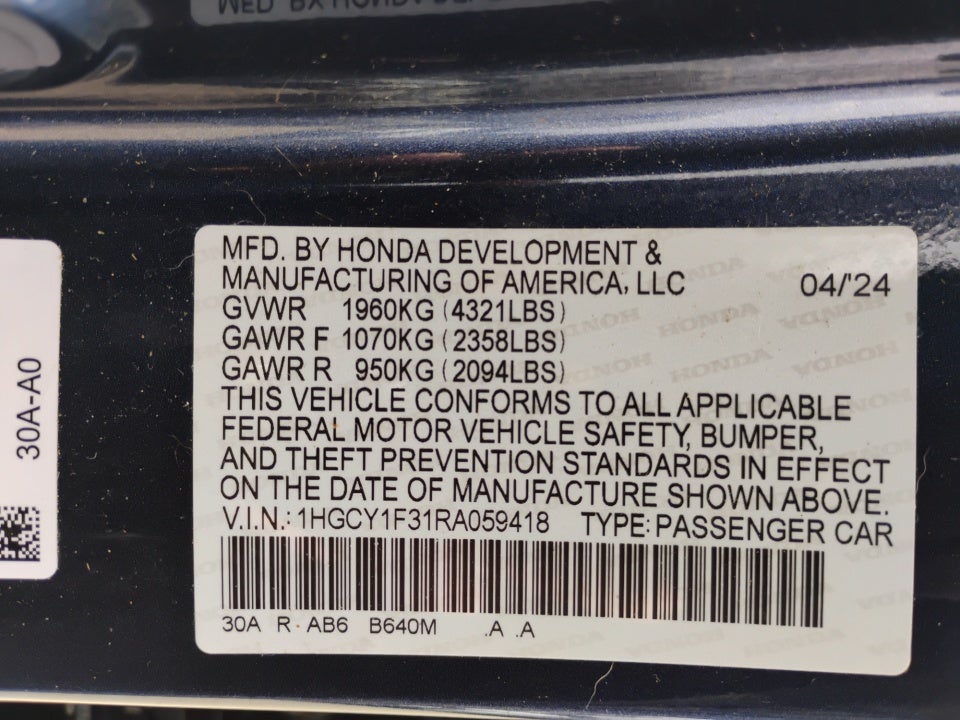 MFD. BY HONDA DEVELOPMENT &
MANUFACTURING OF AMERICA, LLC 04/'24
GVWR 1960KG (4321LBS)
GAWR F 1070KG (2358LBS)
GAWR R 950KG (2094LBS)
THIS VEHICLE CONFORMS TO ALL APPLICABLE
FEDERAL MOTOR VEHICLE SAFETY, BUMPER,
AND THEFT PREVENTION STANDARDS IN EFFECT
ON THE DATE OF MANUFACTURE SHOWN ABOVE.
V.I.N.: 1HGCY1F31RA059418 TYPE: PASSENGER CAR
30A R AB6 B640M .A .A
30A-A0